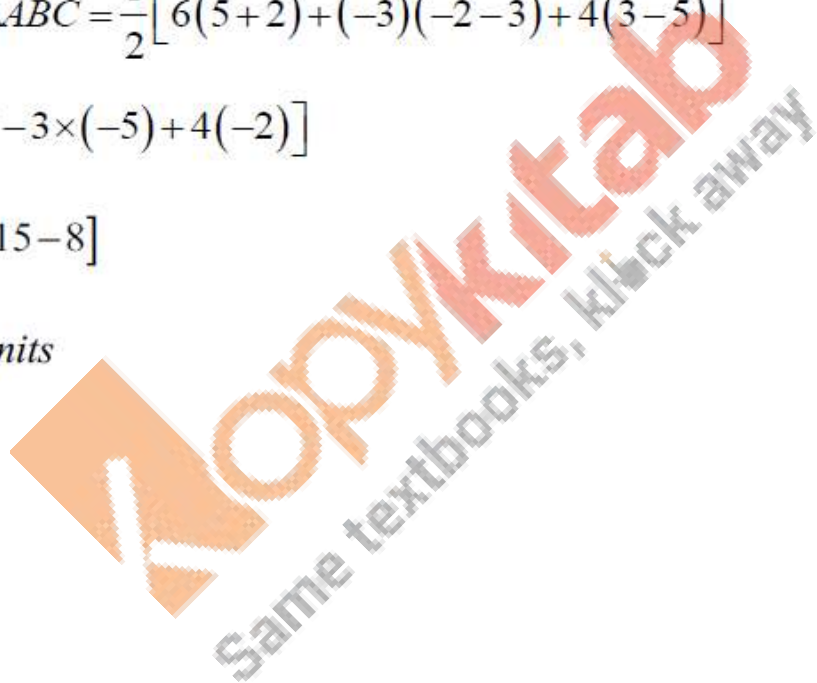 ABC = 1/2[6(5+2)+(−3)(−2−3)+4(3−5)]
−3×(−5)+4(−2)]
15−8]
nits
kopykitab
Same textbooks, klick away